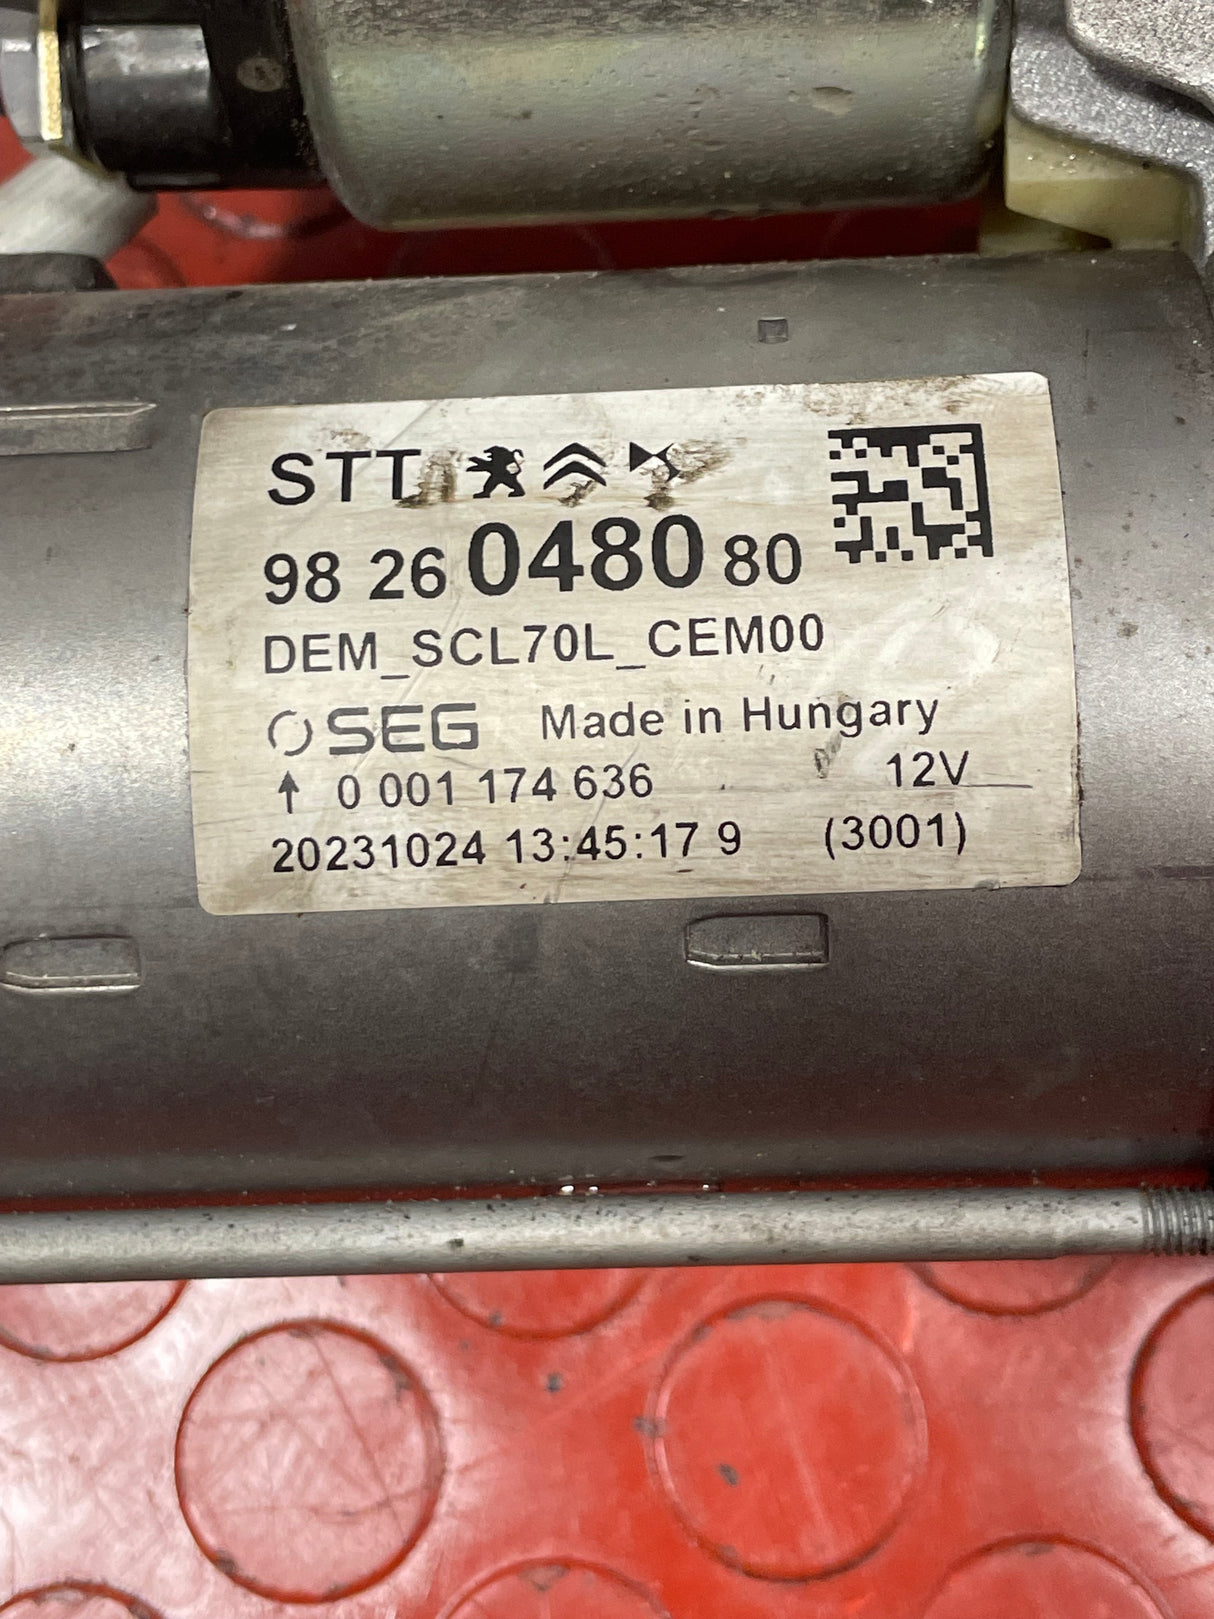 STT
98 26 0480 80
DEM_SCL70L_CEM00
SEG Made in Hungary
↑ 0 001 174 636 12V
20231024 13:45:17 9 (3001)